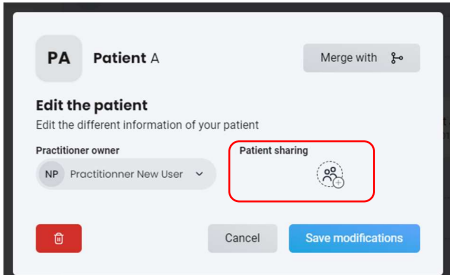 PA Patient A Merge with
Edit the patient
Edit the different information of your patient
Practitioner owner Patient sharing
NP Practitionner New User
Cancel Save modifications